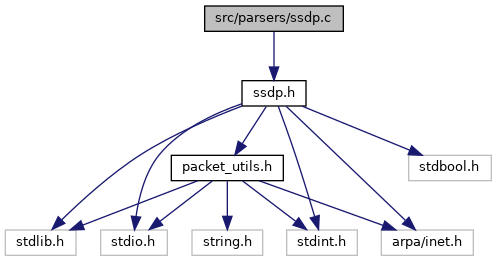 src/parsers/ssdp.c
ssdp.h
packet_utils.h
stdbool.h
stdlib.h
stdio.h
string.h
stdint.h
arpa/inet.h